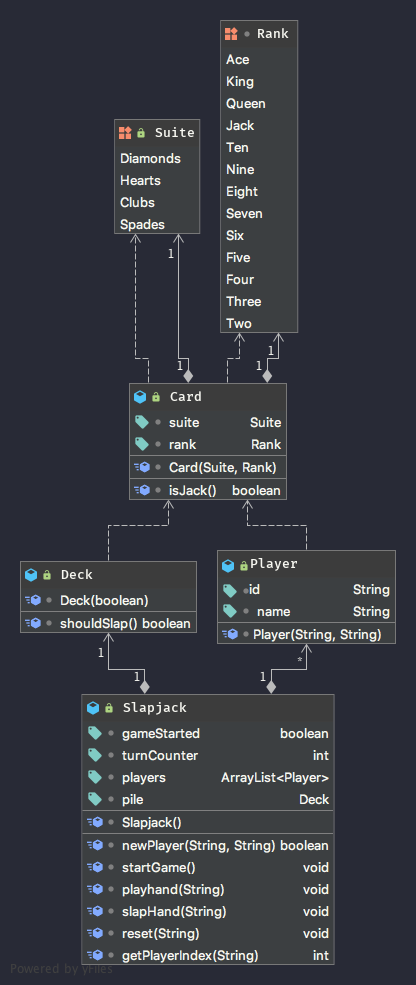 Rank
Ace
King
Queen
Jack
Ten
Nine
Eight
Seven
Six
Five
Four
Three
Two
Suite
Diamonds
Hearts
Clubs
Spades
1
1
1
1
Card
suite Suite
rank Rank
Card(Suite, Rank)
isJack() boolean
Deck
Deck(boolean)
shouldSlap() boolean
Player
id String
name String
Player(String, String)
1
*
1
1
Slapjack
gameStarted boolean
turnCounter int
players ArrayList<Player>
pile Deck
Slapjack()
newPlayer(String, String) boolean
startGame() void
playhand(String) void
slapHand(String) void
reset(String) void
getPlayerIndex(String) int
Powered by yFiles